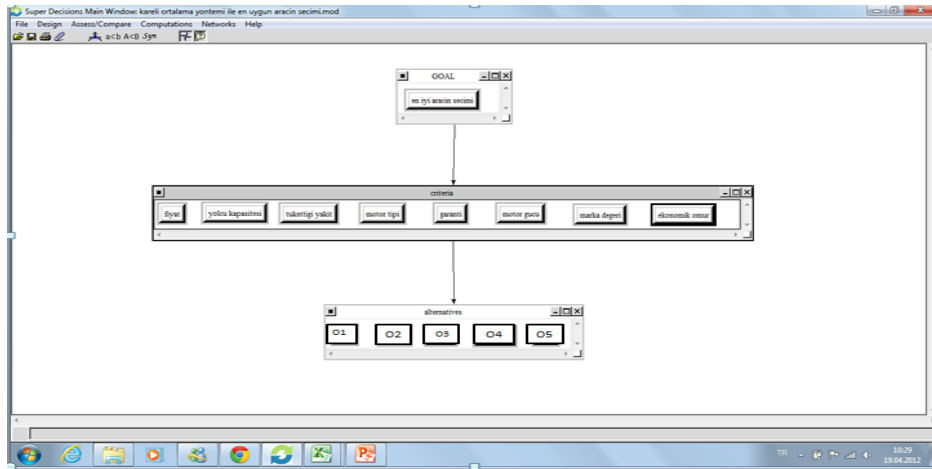 Super Decisions Main Window: kareli ortalama yontemi ile en uygun aracin secimi.mod
File Design Assess/Compare Computations Networks Help
a<b A<B Syn
GOAL
en iyi aracin secimi
criteria
fiyat yolcu kapasitesi tukettigi yakit motor tipi garanti motor gucu marka degeri ekonomik omur
alternatives
O1 O2 O3 O4 O5
TR 10:29
19.04.2012